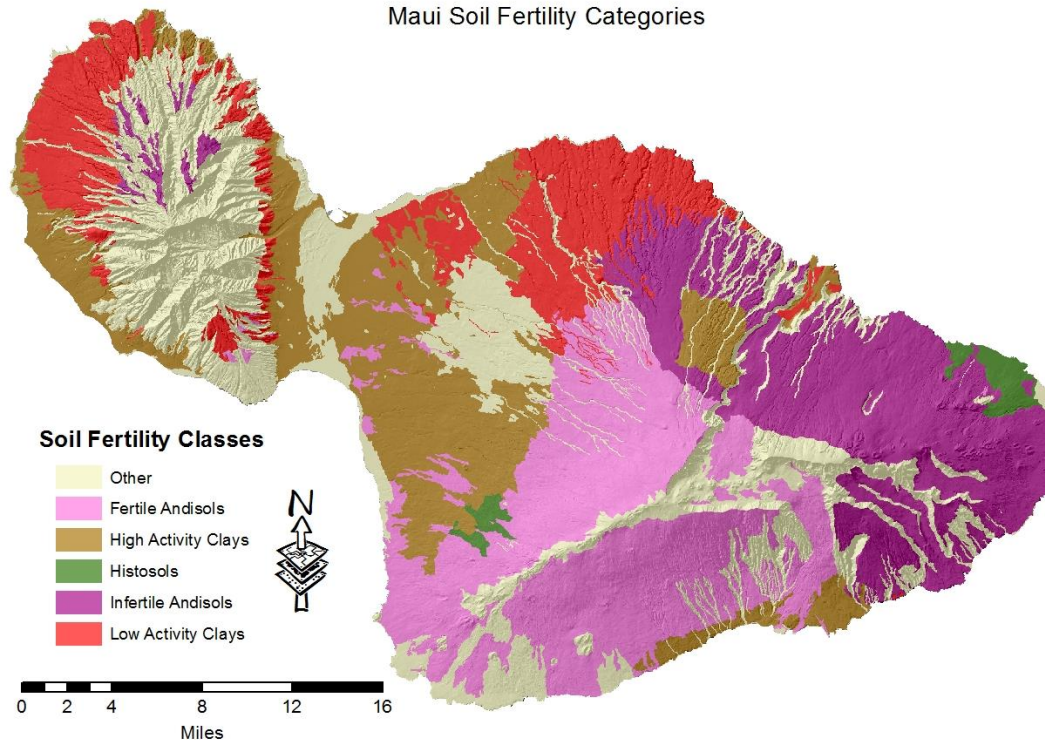 Maui Soil Fertility Categories
Soil Fertility Classes
Other
Fertile Andisols
High Activity Clays
Histosols
Infertile Andisols
Low Activity Clays
N
0 2 4 8 12 16
Miles